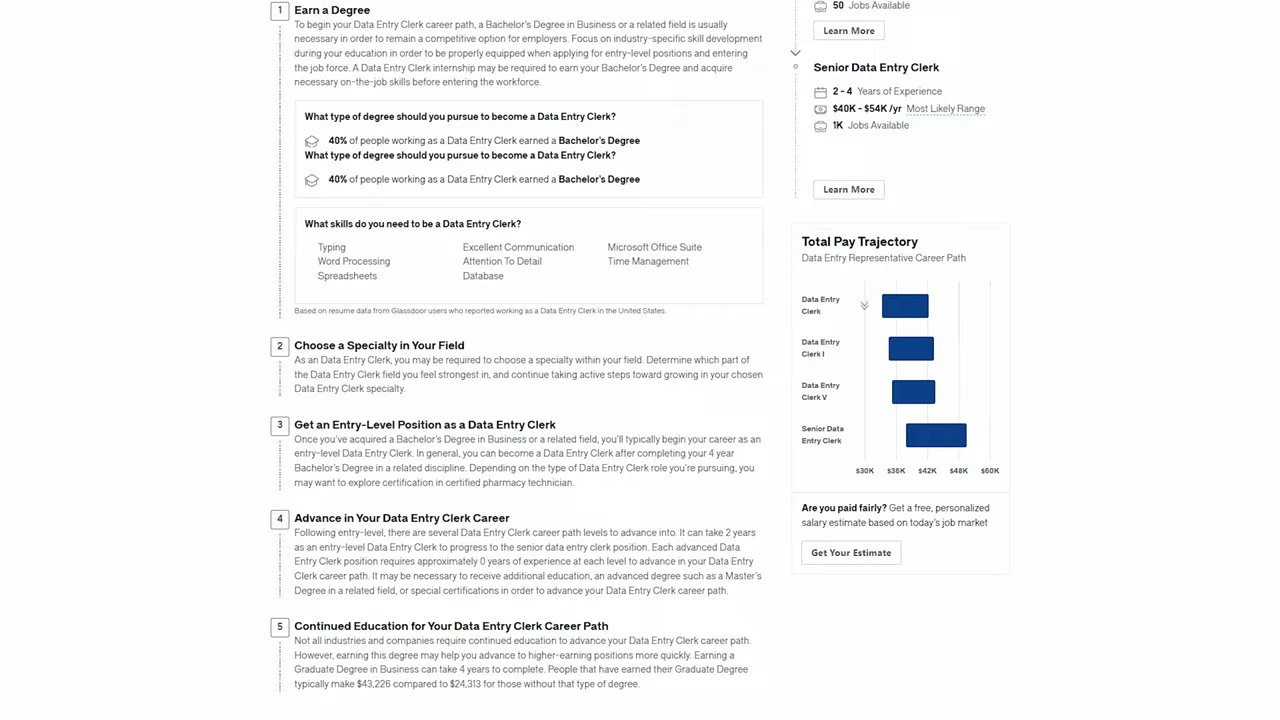 1
Earn a Degree
To begin your Data Entry Clerk career path, a Bachelor's Degree in Business or a related field is usually
necessary in order to remain a competitive option for employers. Focus on industry-specific skill development
during your education in order to be properly equipped when applying for entry-level positions and entering
the job force. A Data Entry Clerk internship may be required to earn your Bachelor's Degree and acquire
necessary on-the-job skills before entering the workforce.
What type of degree should you pursue to become a Data Entry Clerk?
40% of people working as a Data Entry Clerk earned a Bachelor's Degree
What type of degree should you pursue to become a Data Entry Clerk?
40% of people working as a Data Entry Clerk earned a Bachelor's Degree
What skills do you need to be a Data Entry Clerk?
Typing
Excellent Communication
Microsoft Office Suite
Word Processing
Attention To Detail
Time Management
Spreadsheets
Database
Based on resume data from Glassdoor users who reported working as a Data Entry Clerk in the United States.
2
Choose a Specialty in Your Field
As an Data Entry Clerk, you may be required to choose a specialty within your field. Determine which part of
the Data Entry Clerk field you feel strongest in, and continue taking active steps toward growing in your chosen
Data Entry Clerk specialty.
3
Get an Entry-Level Position as a Data Entry Clerk
Once you've acquired a Bachelor's Degree in Business or a related field, you'll typically begin your career as an
entry-level Data Entry Clerk. In general, you can become a Data Entry Clerk after completing your 4 year
Bachelor's Degree in a related discipline. Depending on the type of Data Entry Clerk role you're pursuing, you
may want to explore certification in certified pharmacy technician.
4
Advance in Your Data Entry Clerk Career
Following entry-level, there are several Data Entry Clerk career path levels to advance into. It can take 2 years
as an entry-level Data Entry Clerk to progress to the senior data entry clerk position. Each advanced Data
Entry Clerk position requires approximately 0 years of experience at each level to advance in your Data Entry
Clerk career path. It may be necessary to receive additional education, an advanced degree such as a Master's
Degree in a related field, or special certifications in order to advance your Data Entry Clerk career path.
5
Continued Education for Your Data Entry Clerk Career Path
Not all industries and companies require continued education to advance your Data Entry Clerk career path.
However, earning this degree may help you advance to higher-earning positions more quickly. Earning a
Graduate Degree in Business can take 4 years to complete. People that have earned their Graduate Degree
typically make $43,226 compared to $24,313 for those without that type of degree.
50 Jobs Available
Learn More
Senior Data Entry Clerk
2 - 4 Years of Experience
$40K - $54K /yr Most Likely Range
1K Jobs Available
Learn More
Total Pay Trajectory
Data Entry Representative Career Path
Data Entry
Clerk
Data Entry
Clerk I
Data Entry
Clerk V
Senior Data
Entry Clerk
$30K $36K $42K $48K $60K
Are you paid fairly? Get a free, personalized
salary estimate based on today's job market
Get Your Estimate